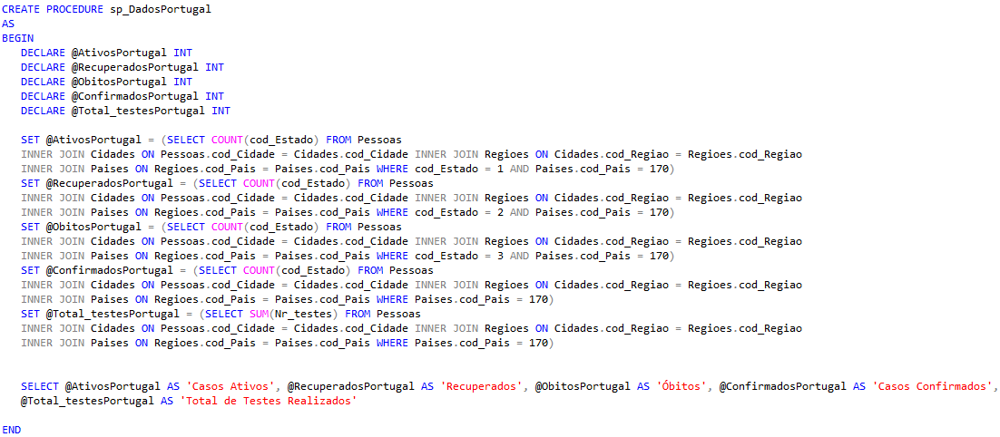 CREATE PROCEDURE sp_DadosPortugal
AS
BEGIN
DECLARE @AtivosPortugal INT
DECLARE @RecuperadosPortugal INT
DECLARE @ObitosPortugal INT
DECLARE @ConfirmadosPortugal INT
DECLARE @Total_testesPortugal INT
SET @AtivosPortugal = (SELECT COUNT(cod_Estado) FROM Pessoas
INNER JOIN Cidades ON Pessoas.cod_Cidade = Cidades.cod_Cidade INNER JOIN Regioes ON Cidades.cod_Regiao = Regioes.cod_Regiao
INNER JOIN Paises ON Regioes.cod_Pais = Paises.cod_Pais WHERE cod_Estado = 1 AND Paises.cod_Pais = 170)
SET @RecuperadosPortugal = (SELECT COUNT(cod_Estado) FROM Pessoas
INNER JOIN Cidades ON Pessoas.cod_Cidade = Cidades.cod_Cidade INNER JOIN Regioes ON Cidades.cod_Regiao = Regioes.cod_Regiao
INNER JOIN Paises ON Regioes.cod_Pais = Paises.cod_Pais WHERE cod_Estado = 2 AND Paises.cod_Pais = 170)
SET @ObitosPortugal = (SELECT COUNT(cod_Estado) FROM Pessoas
INNER JOIN Cidades ON Pessoas.cod_Cidade = Cidades.cod_Cidade INNER JOIN Regioes ON Cidades.cod_Regiao = Regioes.cod_Regiao
INNER JOIN Paises ON Regioes.cod_Pais = Paises.cod_Pais WHERE cod_Estado = 3 AND Paises.cod_Pais = 170)
SET @ConfirmadosPortugal = (SELECT COUNT(cod_Estado) FROM Pessoas
INNER JOIN Cidades ON Pessoas.cod_Cidade = Cidades.cod_Cidade INNER JOIN Regioes ON Cidades.cod_Regiao = Regioes.cod_Regiao
INNER JOIN Paises ON Regioes.cod_Pais = Paises.cod_Pais WHERE Paises.cod_Pais = 170)
SET @Total_testesPortugal = (SELECT SUM(Nr_testes) FROM Pessoas
INNER JOIN Cidades ON Pessoas.cod_Cidade = Cidades.cod_Cidade INNER JOIN Regioes ON Cidades.cod_Regiao = Regioes.cod_Regiao
INNER JOIN Paises ON Regioes.cod_Pais = Paises.cod_Pais WHERE Paises.cod_Pais = 170)
SELECT @AtivosPortugal AS 'Casos Ativos', @RecuperadosPortugal AS 'Recuperados', @ObitosPortugal AS 'Óbitos', @ConfirmadosPortugal AS 'Casos Confirmados',
@Total_testesPortugal AS 'Total de Testes Realizados'
END